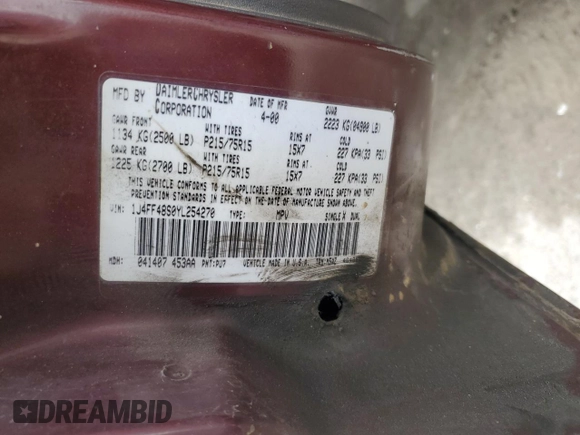 MFD BY DAIMLERCHRYSLER CORPORATION DATE OF MFR 4-00 GVWR 2223 KG(04900 LB)
GAWR FRONT WITH TIRES RIMS AT COLD
1134 KG(2500 LB) P215/75R15 15X7 227 KPA(33 PSI)
GAWR REAR WITH TIRES RIMS AT COLD
1225 KG(2700 LB) P215/75R15 15X7 227 KPA(33 PSI)
THIS VEHICLE CONFORMS TO ALL APPLICABLE FEDERAL MOTOR VEHICLE SAFETY AND THEFT
PREVENTION STANDARDS IN EFFECT ON THE DATE OF MANUFACTURE SHOWN ABOVE.
VIN: 1J4FF48S0YL254270 TYPE: MPV SINGLE X DUAL
MDH: 041407 453AA PNT:PU7 VEHICLE MADE IN U.S.A.
DREAMBID